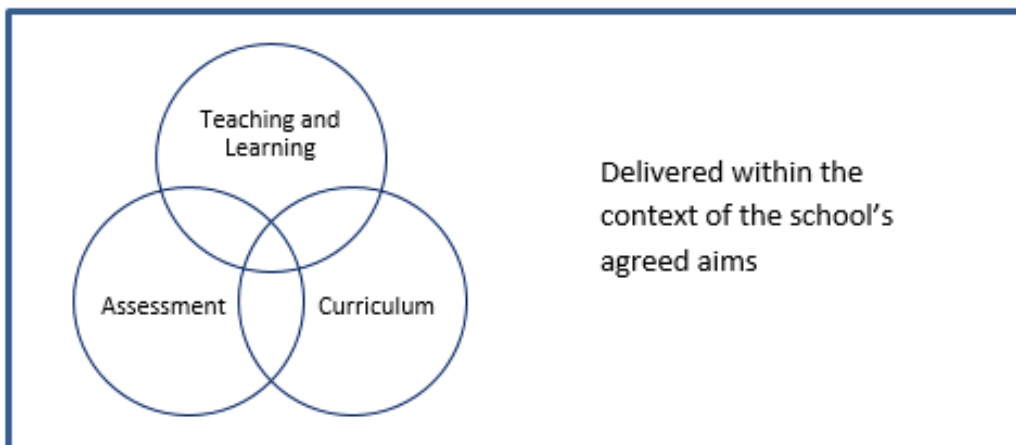 Teaching and
Learning
Assessment
Curriculum
Delivered within the
context of the school's
agreed aims